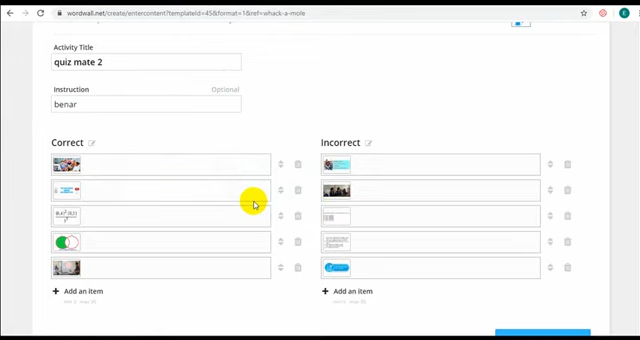 wordwall.net/create/entercontent?templateId=45&format=1&ref=whack-a-mole
E
Activity Title
quiz mate 2
Instruction Optional
benar
Correct Incorrect
+ Add an item + Add an item